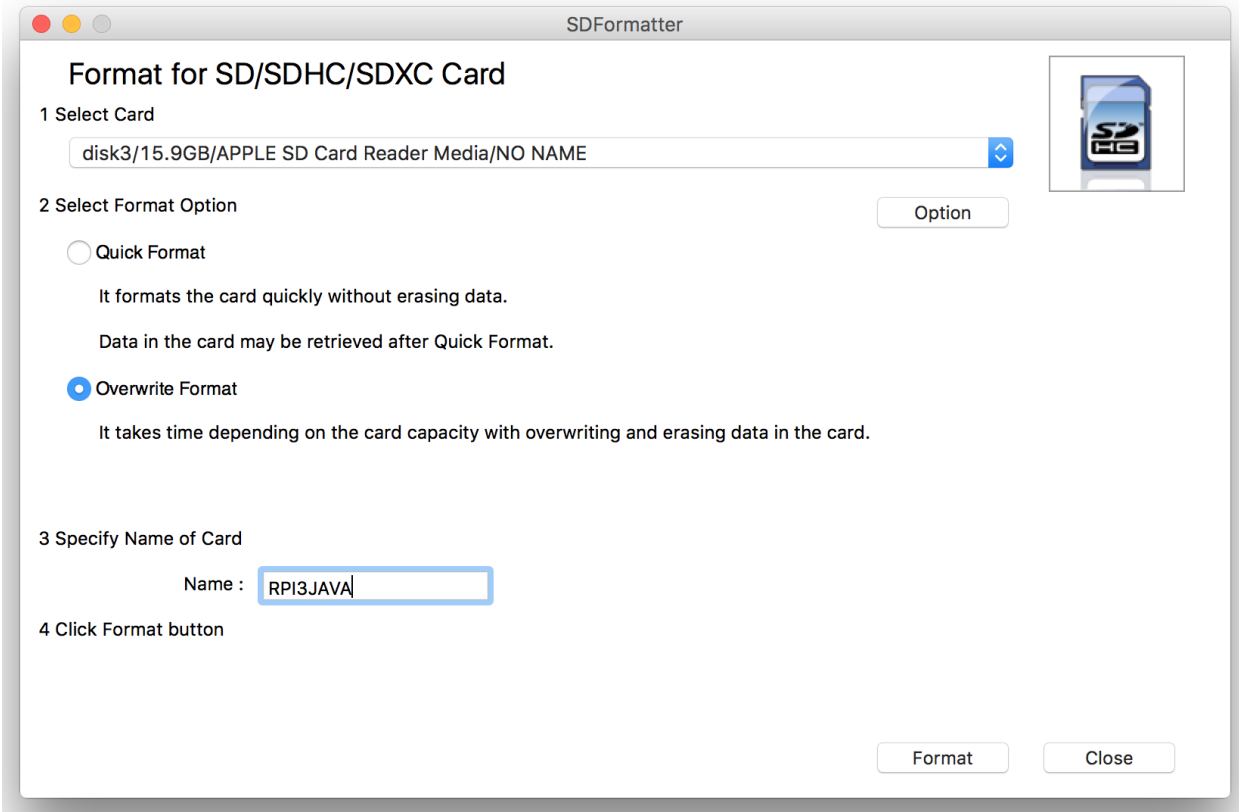 SDFormatter
Format for SD/SDHC/SDXC Card
1 Select Card
disk3/15.9GB/APPLE SD Card Reader Media/NO NAME
SD
HC
2 Select Format Option
Option
Quick Format
It formats the card quickly without erasing data.
Data in the card may be retrieved after Quick Format.
Overwrite Format
It takes time depending on the card capacity with overwriting and erasing data in the card.
3 Specify Name of Card
Name : RPI3JAVA
4 Click Format button
Format Close